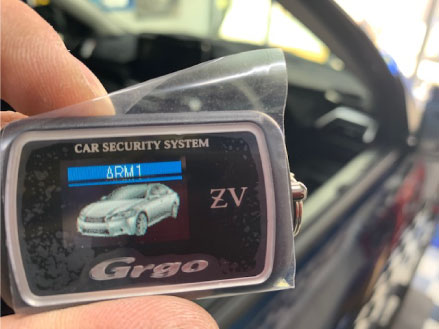 CAR SECURITY SYSTEM
ARM1
ZV
Grgo